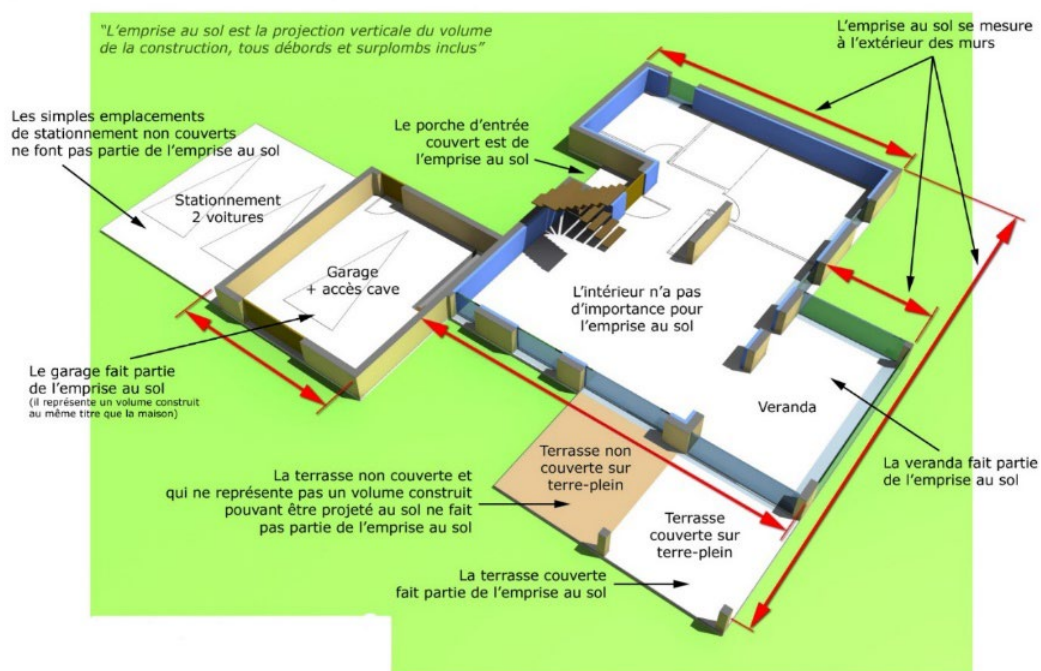 “L’emprise au sol est la projection verticale du volume
de la construction, tous débords et surplombs inclus”
L’emprise au sol se mesure
à l’extérieur des murs
Les simples emplacements
de stationnement non couverts
ne font pas partie de l’emprise au sol
Le porche d’entrée
couvert est de
l’emprise au sol
Stationnement
2 voitures
Garage
+ accès cave
L’intérieur n’a pas
d’importance pour
l’emprise au sol
Le garage fait partie
de l’emprise au sol
(il représente un volume construit
au même titre que la maison)
Veranda
La veranda fait partie
de l’emprise au sol
Terrasse non
couverte sur
terre-plein
La terrasse non couverte et
qui ne représente pas un volume construit
pouvant être projeté au sol ne fait
pas partie de l’emprise au sol
Terrasse
couverte sur
terre-plein
La terrasse couverte
fait partie de l’emprise au sol